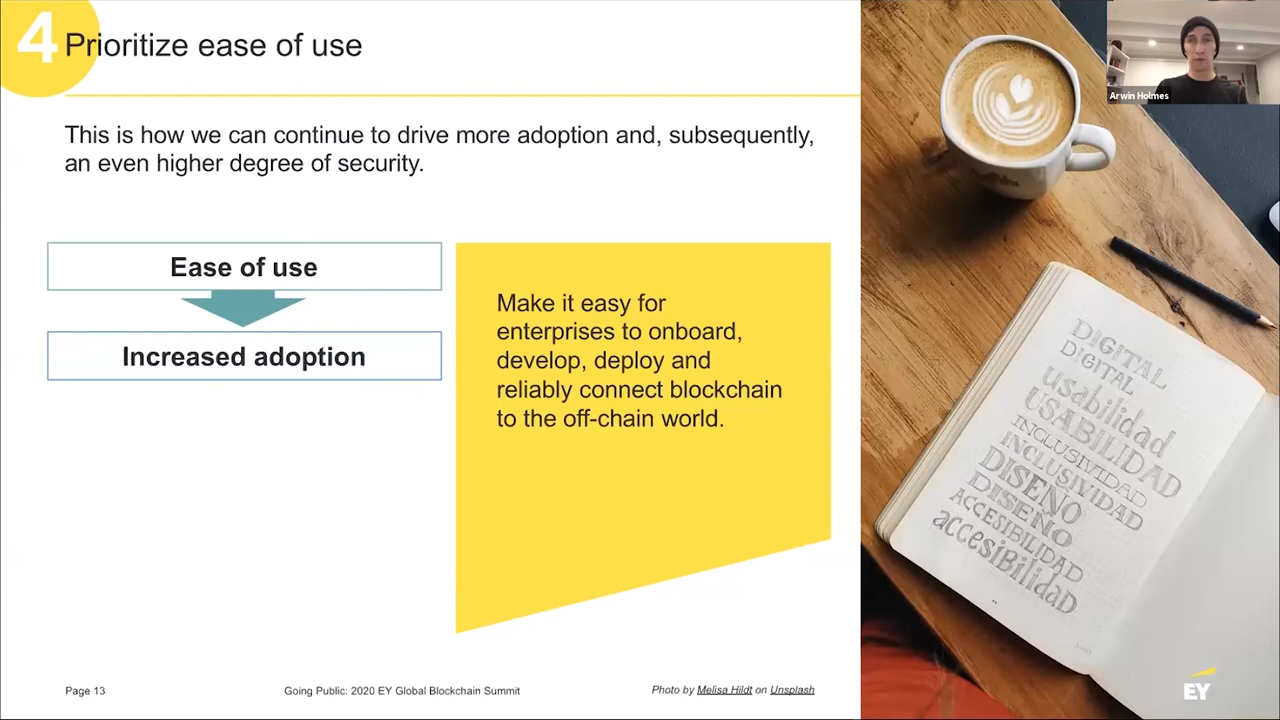 4 Prioritize ease of use
This is how we can continue to drive more adoption and, subsequently,
an even higher degree of security.
Ease of use
Increased adoption
Make it easy for
enterprises to onboard,
develop, deploy and
reliably connect blockchain
to the off-chain world.
Page 13
Going Public: 2020 EY Global Blockchain Summit
Photo by Melisa Hildt on Unsplash
Arwin Holmes
DIGITAL
DIGITAL
usabilidad
USABILIDAD
INCLUSIVIDAD
INCLUSIVIDAD
DISEÑO
DISEÑO
ACCESIBILIDAD
accesibilidad
EY